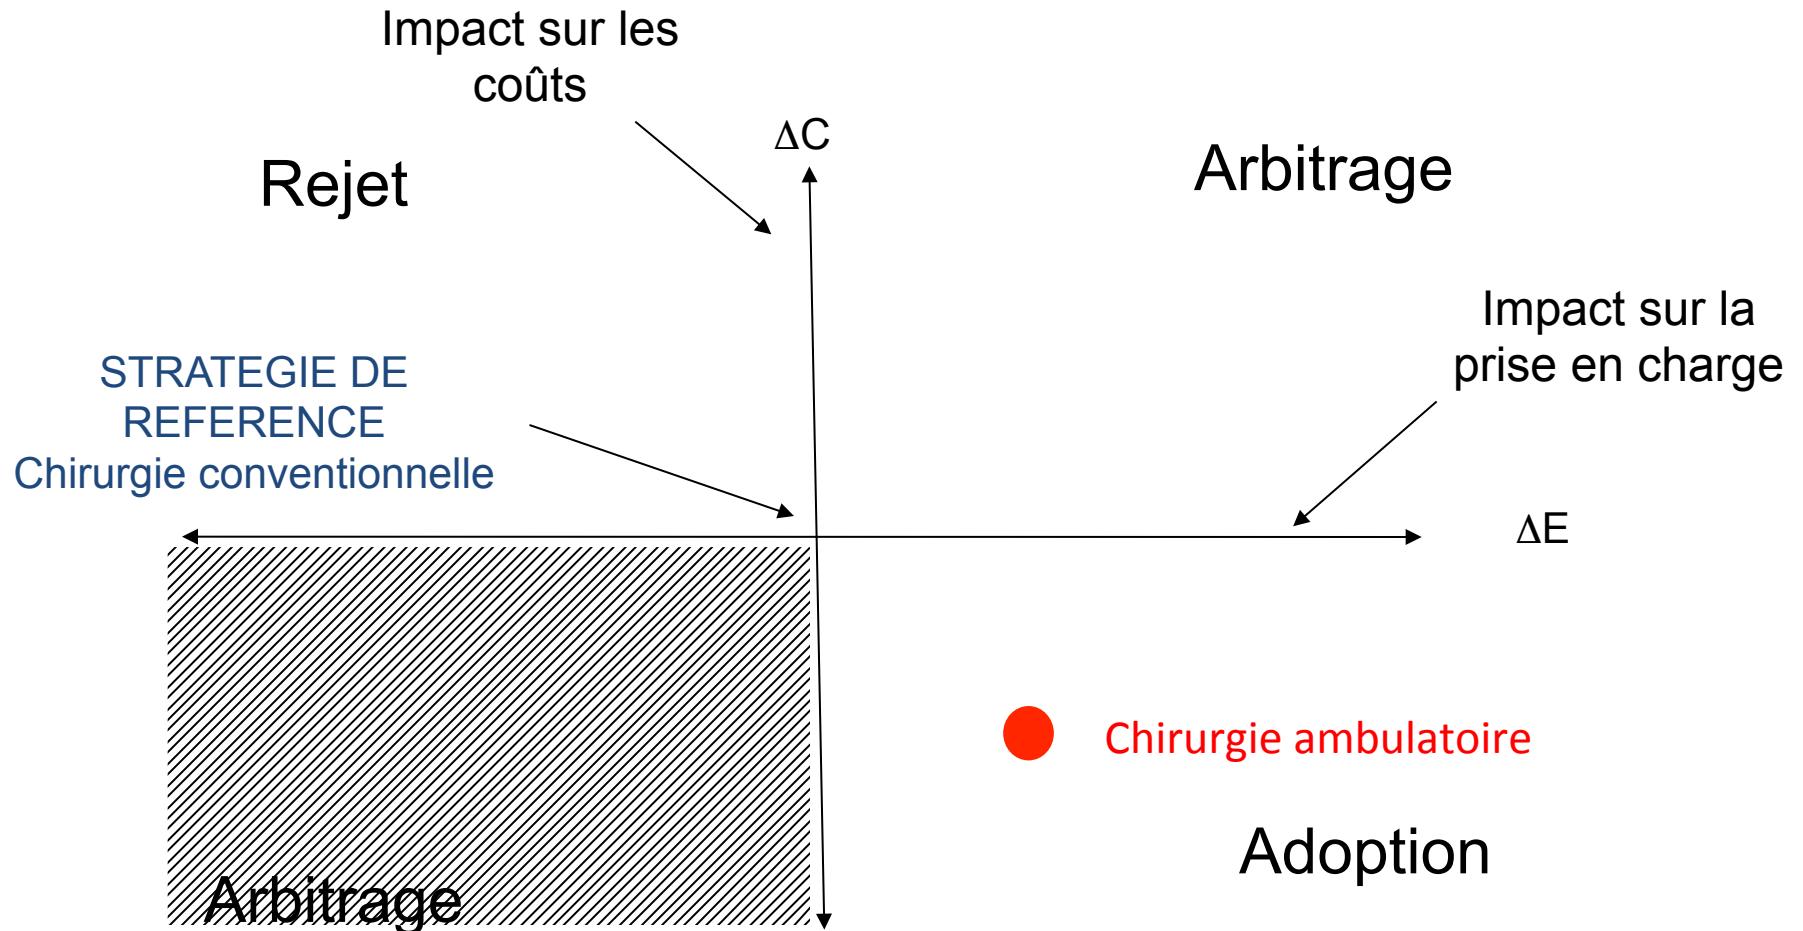 Impact sur les
coûts
ΔC
Rejet
Arbitrage
Impact sur la
prise en charge
STRATEGIE DE
REFERENCE
Chirurgie conventionnelle
ΔE
Chirurgie ambulatoire
Adoption
Arbitrage